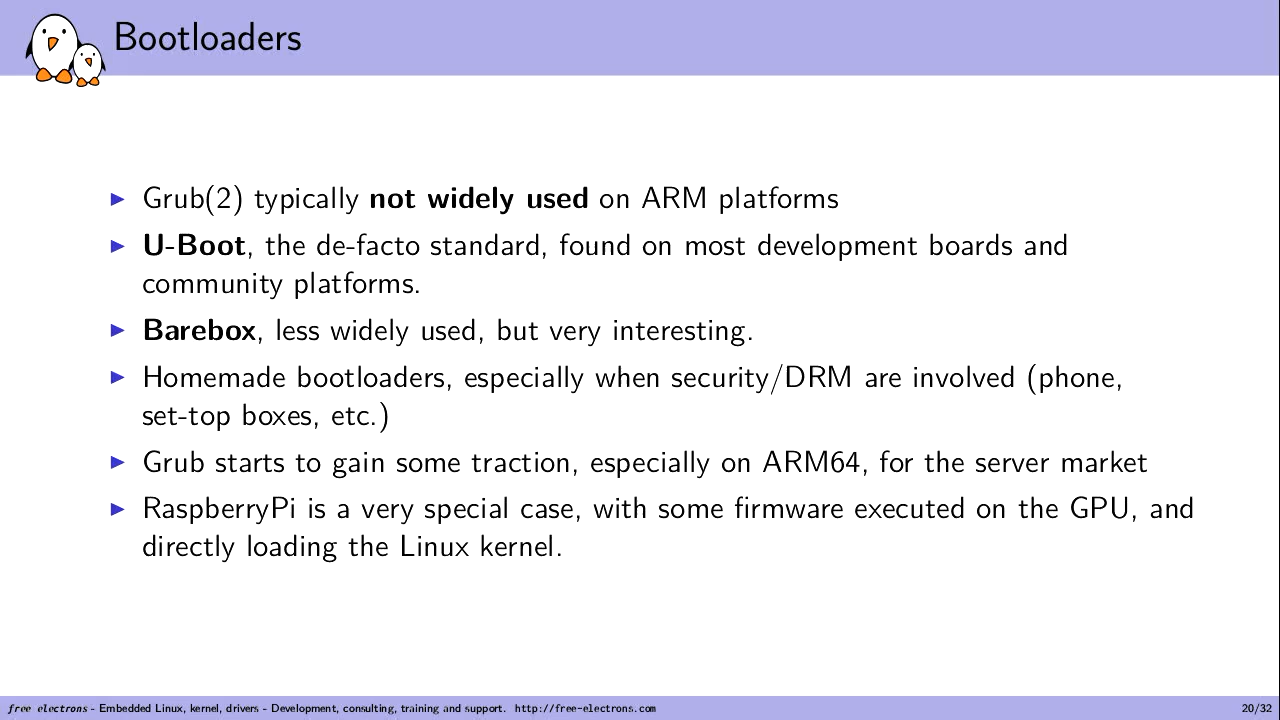 Bootloaders
Grub(2) typically not widely used on ARM platforms
U-Boot, the de-facto standard, found on most development boards and
community platforms.
Barebox, less widely used, but very interesting.
Homemade bootloaders, especially when security/DRM are involved (phone,
set-top boxes, etc.)
Grub starts to gain some traction, especially on ARM64, for the server market
RaspberryPi is a very special case, with some firmware executed on the GPU, and
directly loading the Linux kernel.
free electrons - Embedded Linux, kernel, drivers - Development, consulting, training and support. http://free-electrons.com 20/32